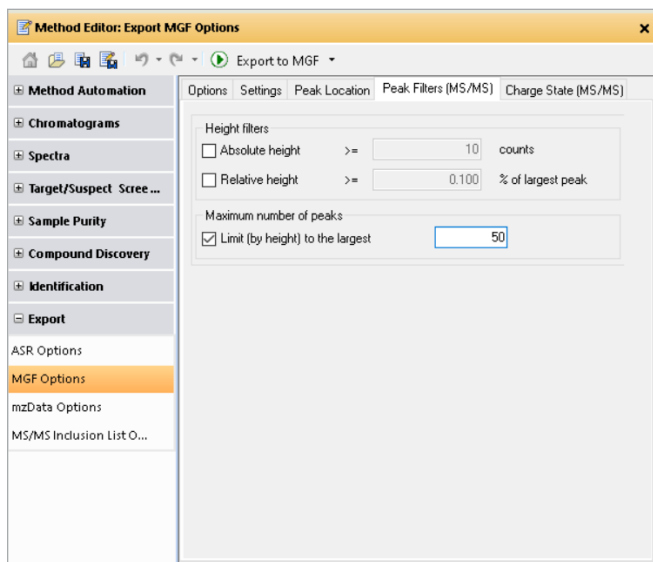 Method Editor: Export MGF Options
Export to MGF
Method Automation
Chromatograms
Spectra
Target/Suspect Scree ...
Sample Purity
Compound Discovery
Identification
Export
ASR Options
MGF Options
mzData Options
MS/MS Inclusion List O...
Options Settings Peak Location Peak Filters (MS/MS) Charge State (MS/MS)
Height filters
Absolute height >= 10 counts
Relative height >= 0.100 % of largest peak
Maximum number of peaks
Limit (by height) to the largest 50